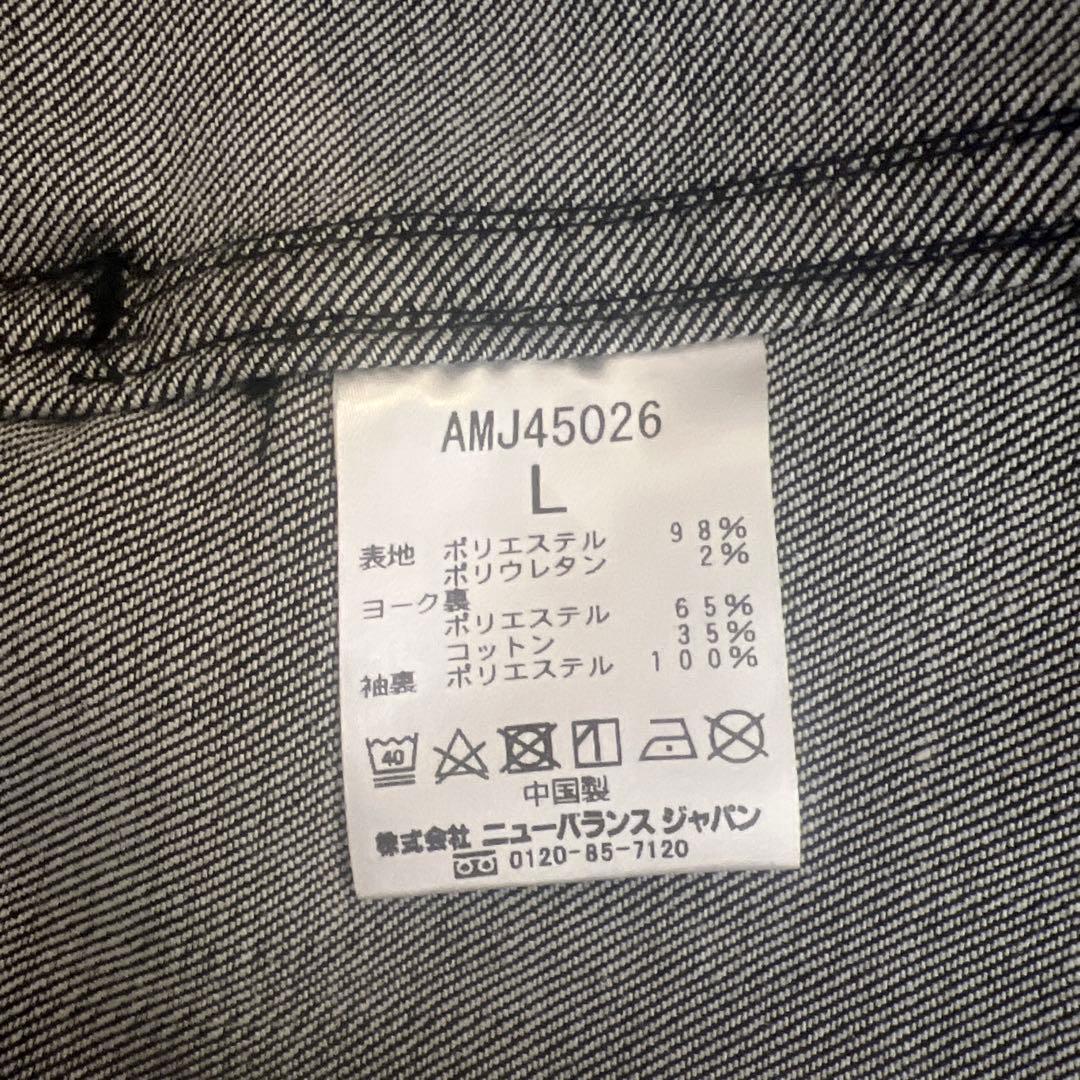 AMJ45026
L
表地 ポリエステル 98%
ポリウレタン 2%
ヨーク裏
ポリエステル 65%
コットン 35%
袖裏 ポリエステル 100%
40
中国製
株式会社 ニューバランス ジャパン
0120-85-7120